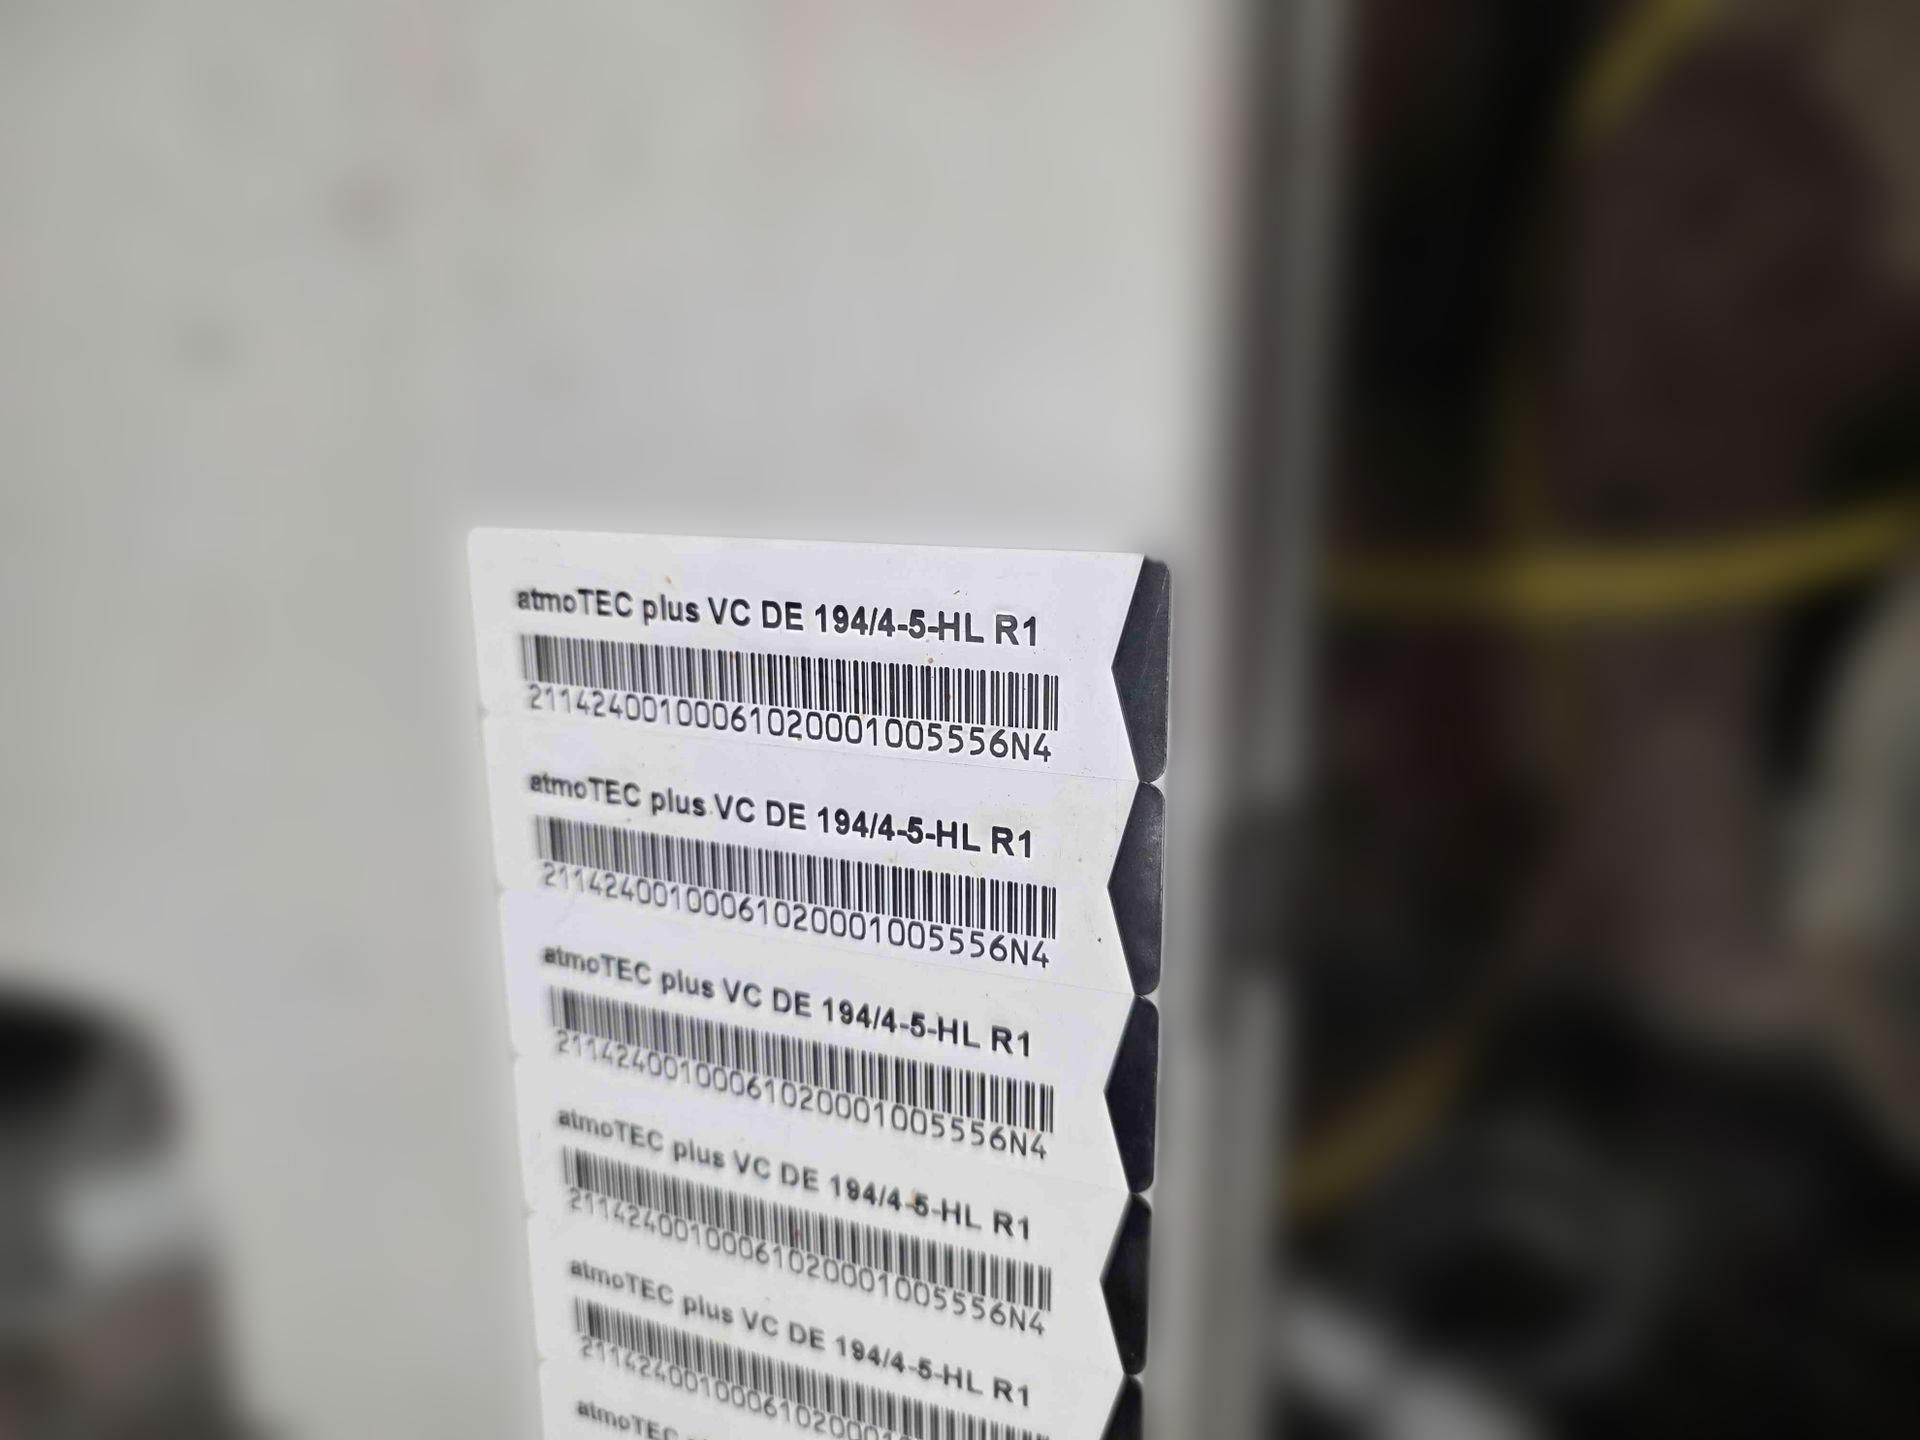 atmoTEC plus VC DE 194/4-5-HL R1
21142400100061020001005556N4
atmoTEC plus VC DE 194/4-5-HL R1
21142400100061020001005556N4
atmoTEC plus VC DE 194/4-5-HL R1
21142400100061020001005556N4
atmoTEC plus VC DE 194/4-5-HL R1
21142400100061020001005556N4
atmoTEC plus VC DE 194/4-5-HL R1
21142400100061020001
atmoTEC